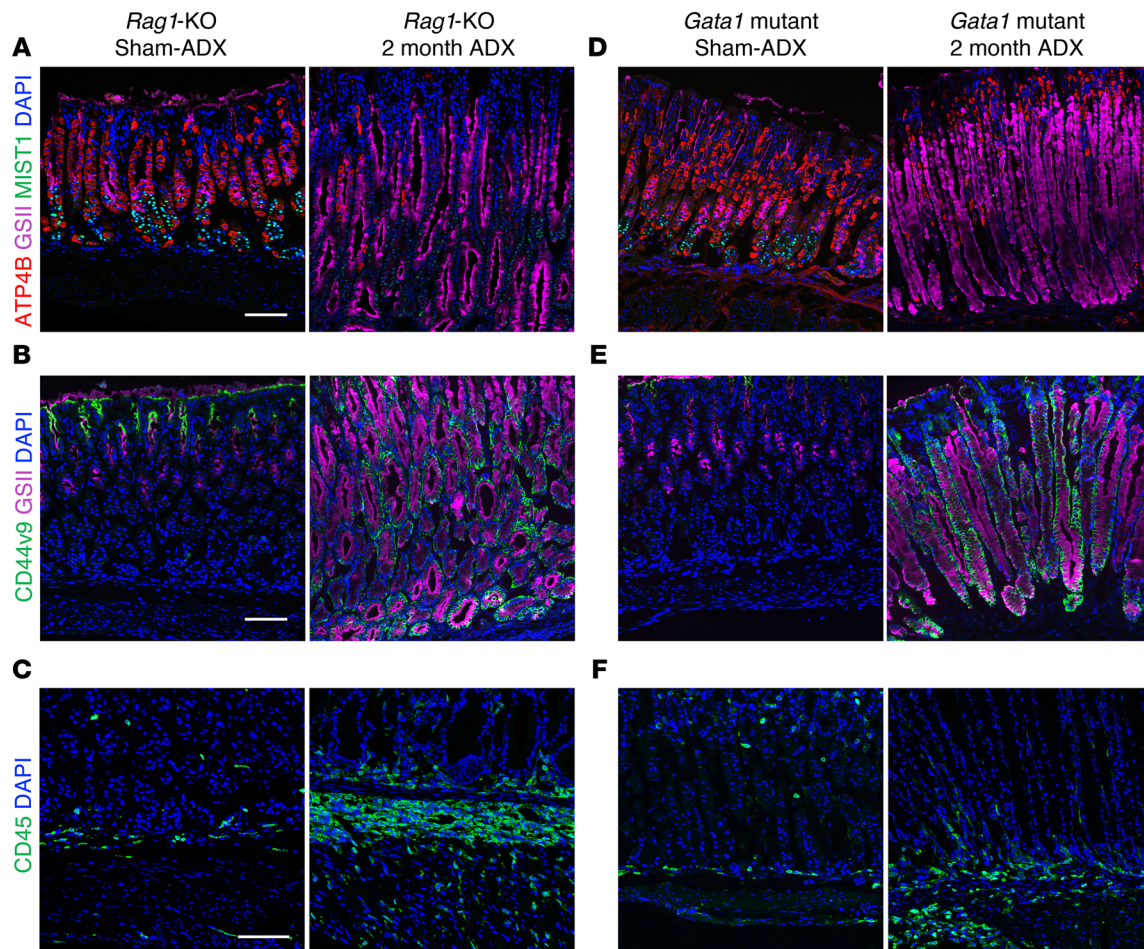 Rag1-KO
Sham-ADX
Rag1-KO
2 month ADX
Gata1 mutant
Sham-ADX
Gata1 mutant
2 month ADX
A
D
ATP4B GSII MIST1 DAPI
B
E
CD44v9 GSII DAPI
C
F
CD45 DAPI